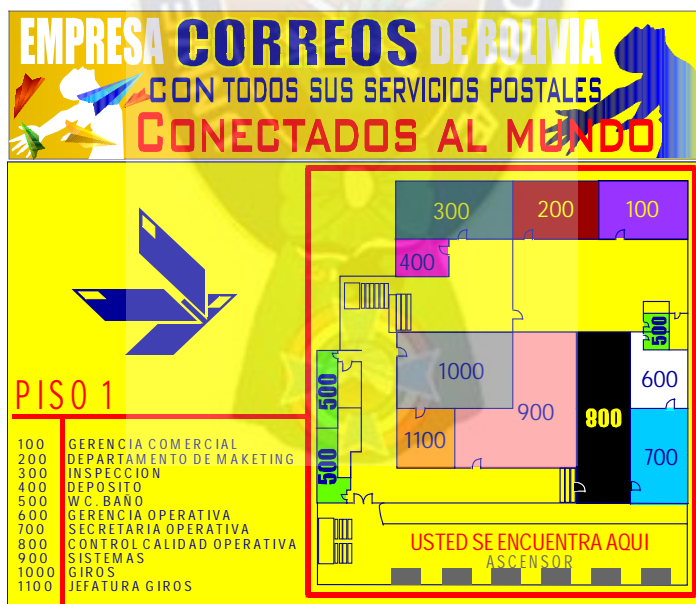 EMPRESA CORREOS DE BOLIVIA
CON TODOS SUS SERVICIOS POSTALES
CONECTADOS AL MUNDO
300
200
100
400
500
1000
600
500
900
800
1100
700
500
PISO 1
100 GERENCIA COMERCIAL
200 DEPARTAMENTO DE MAKETING
300 INSPECCION
400 DEPOSITO
500 WC. BAÑO
600 GERENCIA OPERATIVA
700 SECRETARIA OPERATIVA
800 CONTROL CALIDAD OPERATIVA
900 SISTEMAS
1000 GIROS
1100 JEFATURA GIROS
USTED SE ENCUENTRA AQUI
ASCENSOR